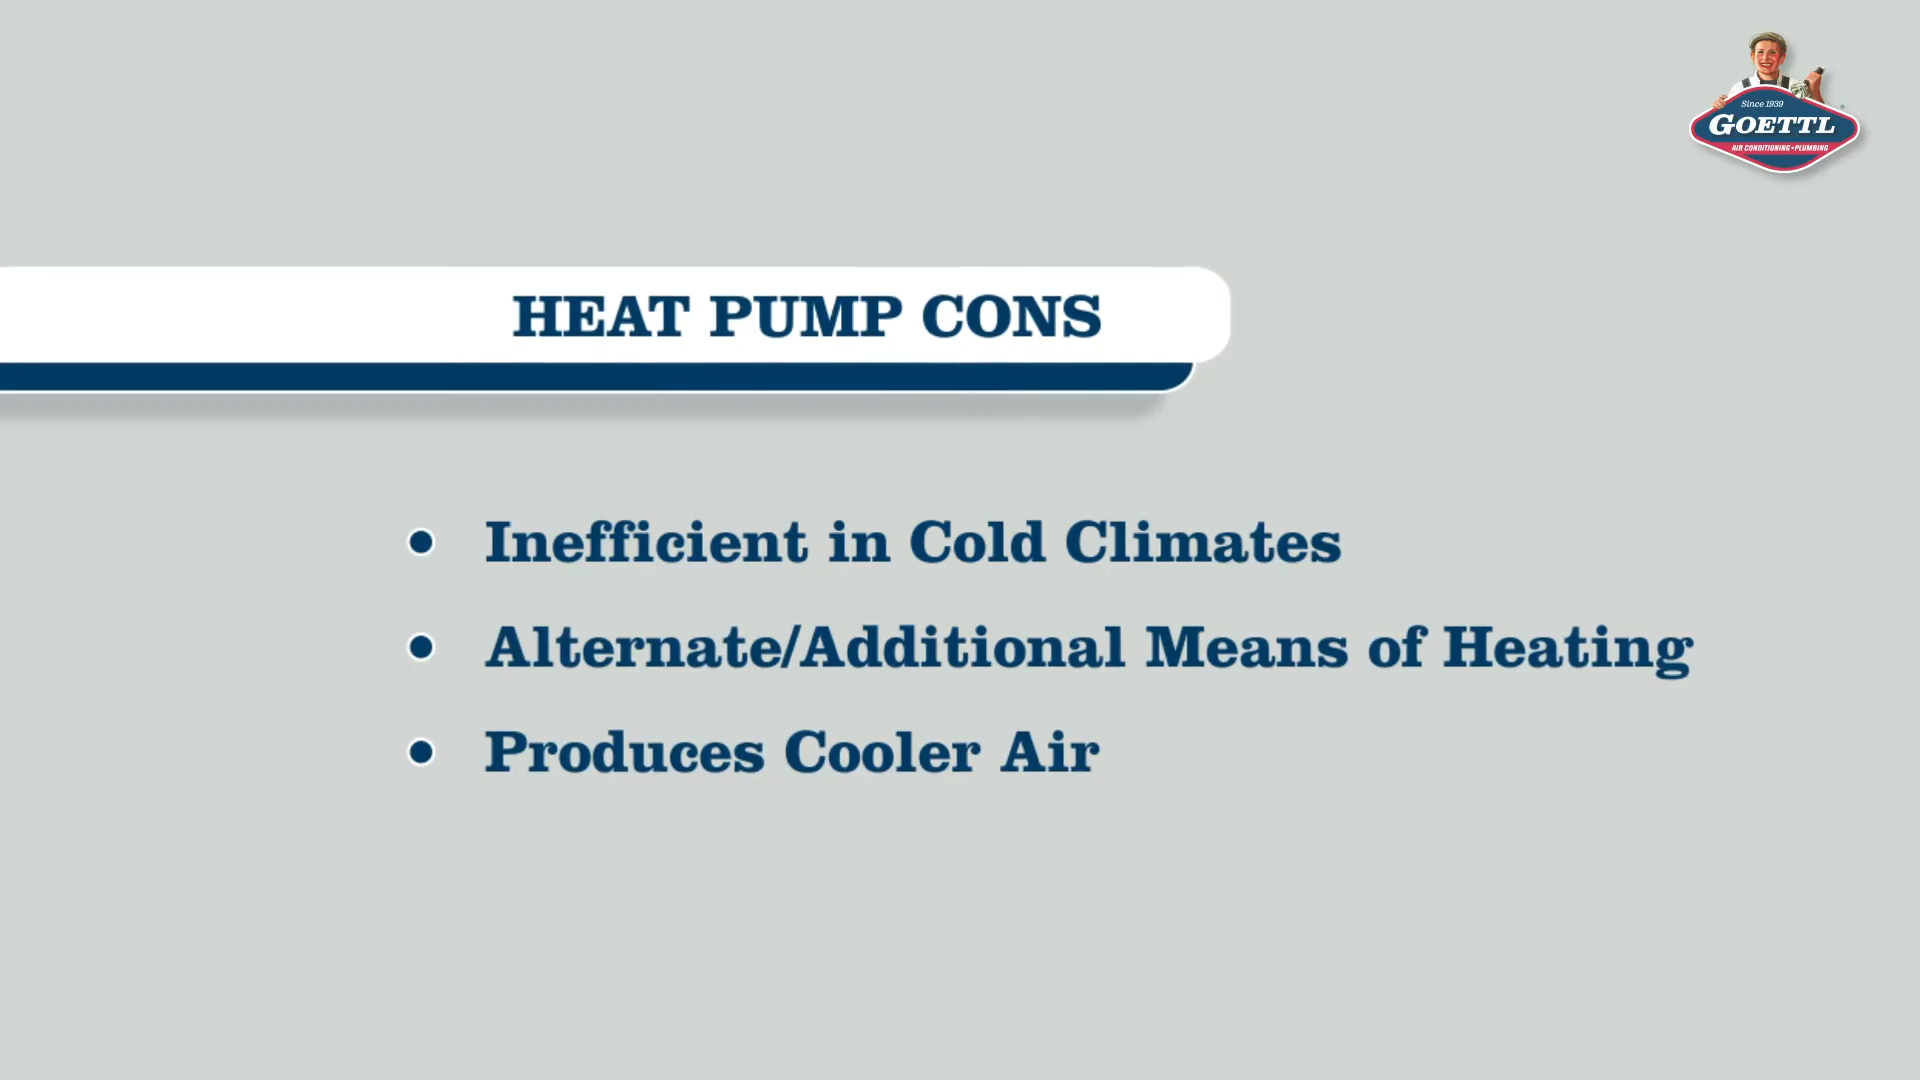 Since 1939
GOETTL
AIR CONDITIONING • PLUMBING
HEAT PUMP CONS
• Inefficient in Cold Climates
• Alternate/Additional Means of Heating
• Produces Cooler Air